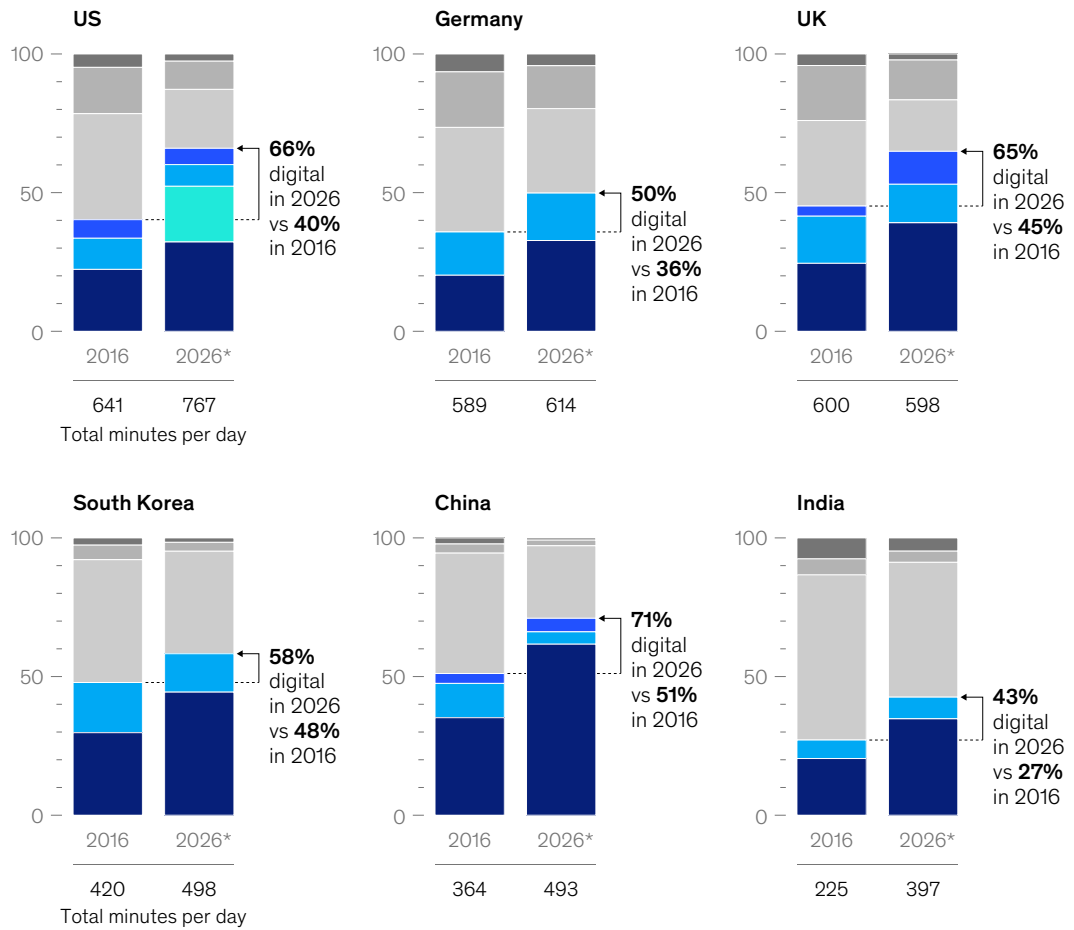 US
100
50
0
66%
digital
in 2026
vs 40%
in 2016
2016 2026*
641 767
Total minutes per day
Germany
100
50
0
50%
digital
in 2026
vs 36%
in 2016
2016 2026*
589 614
UK
100
50
0
65%
digital
in 2026
vs 45%
in 2016
2016 2026*
600 598
South Korea
100
50
0
58%
digital
in 2026
vs 48%
in 2016
2016 2026*
420 498
Total minutes per day
China
100
50
0
71%
digital
in 2026
vs 51%
in 2016
2016 2026*
364 493
India
100
50
0
43%
digital
in 2026
vs 27%
in 2016
2016 2026*
225 397